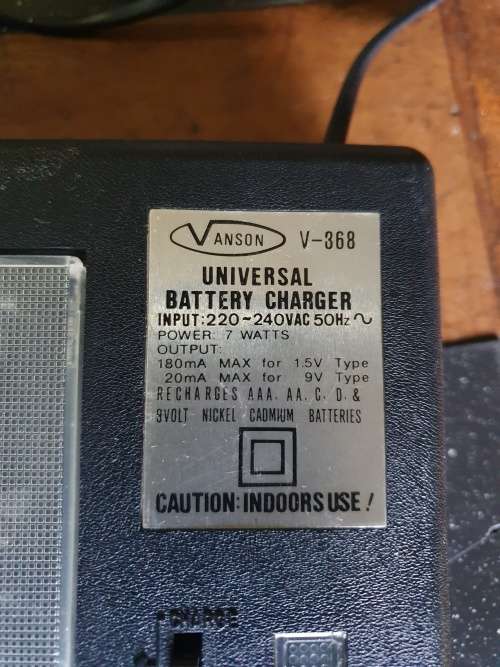 VANSON V-368
UNIVERSAL
BATTERY CHARGER
INPUT:220~240VAC 50Hz ∿
POWER: 7 WATTS
OUTPUT:
180mA MAX for 1.5V Type
20mA MAX for 9V Type
RECHARGES AAA. AA. C. D. &
9VOLT NICKEL CADMIUM BATTERIES
CAUTION: INDOORS USE!
CHARGE